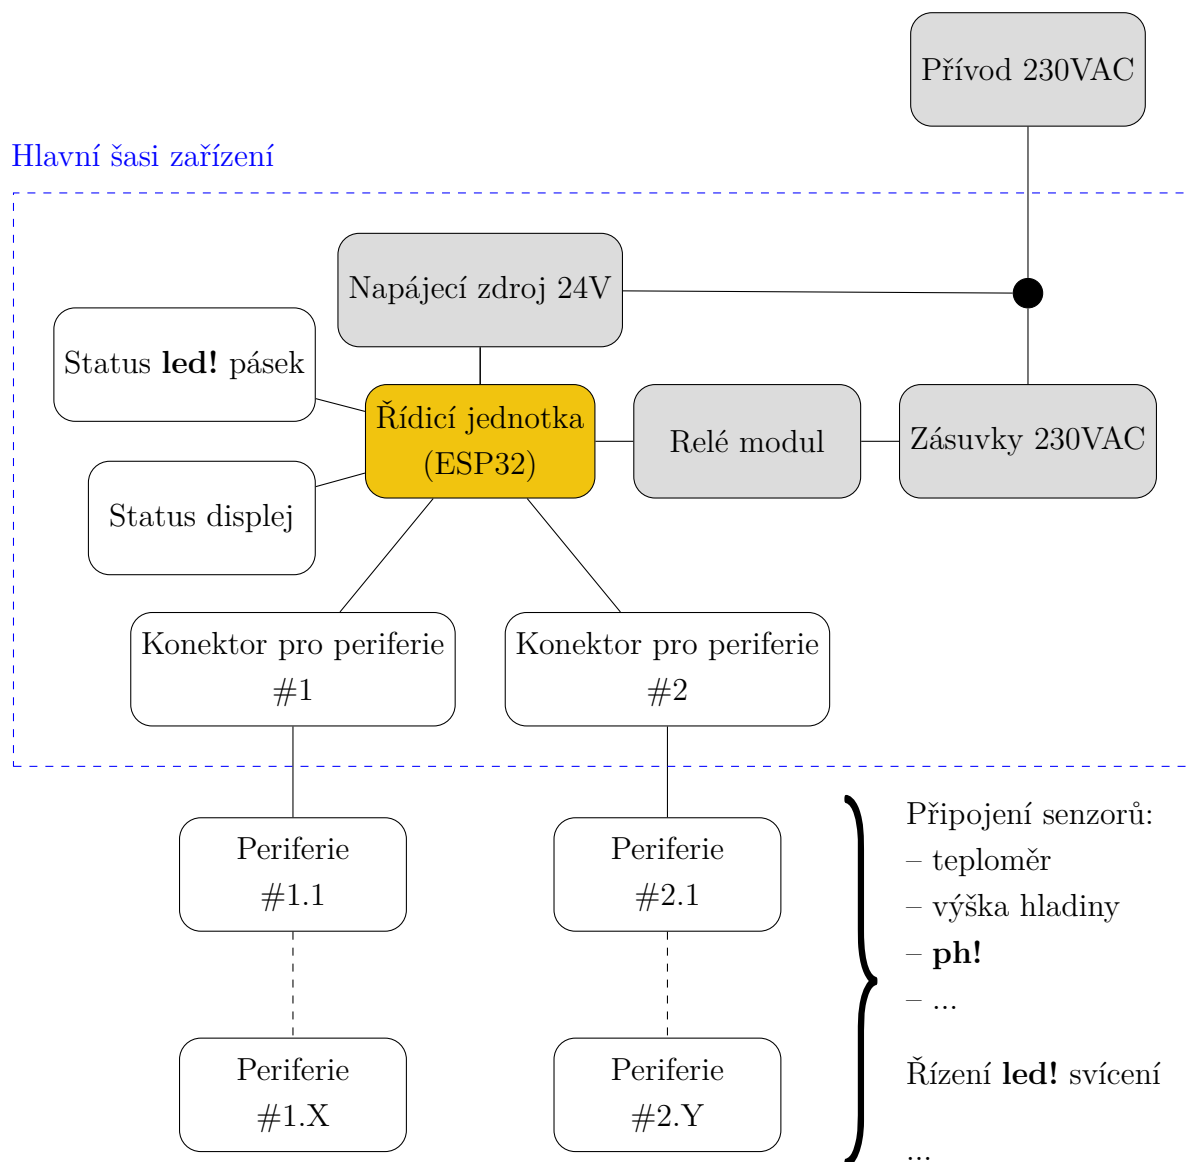 Přívod 230VAC
Hlavní šasi zařízení
Napájecí zdroj 24V
Status led! pásek
Řídicí jednotka
(ESP32)
Relé modul
Zásuvky 230VAC
Status displej
Konektor pro periferie
#1
Konektor pro periferie
#2
Periferie
#1.1
Periferie
#2.1
Připojení senzorů:
– teploměr
– výška hladiny
– ph!
– ...
Periferie
#1.X
Periferie
#2.Y
Řízení led! svícení
...